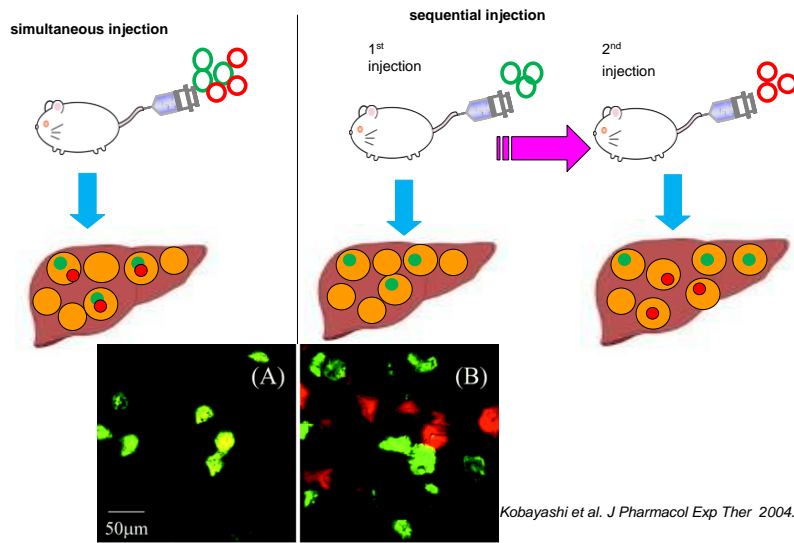 simultaneous injection
sequential injection
1st
injection
2nd
injection
(A)
(B)
50μm
Kobayashi et al. J Pharmacol Exp Ther 2004.